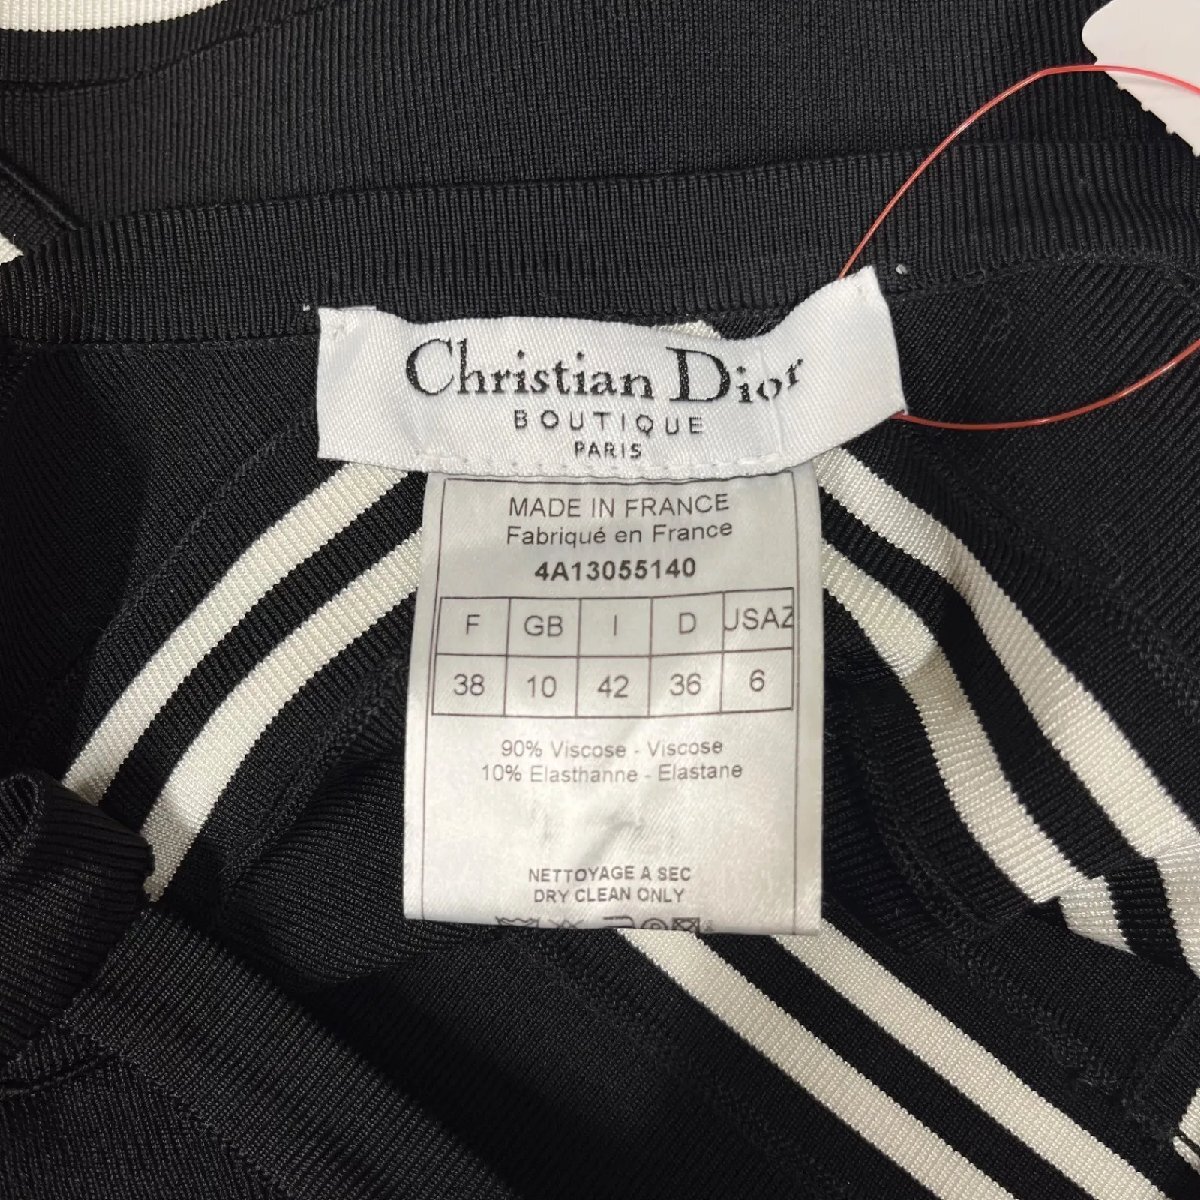 Christian Dior
BOUTIQUE
PARIS
MADE IN FRANCE
Fabriqué en France
4A13055140
F GB I D USAZ
38 10 42 36 6
90% Viscose - Viscose
10% Elasthanne - Elastane
NETTOYAGE A SEC
DRY CLEAN ONLY